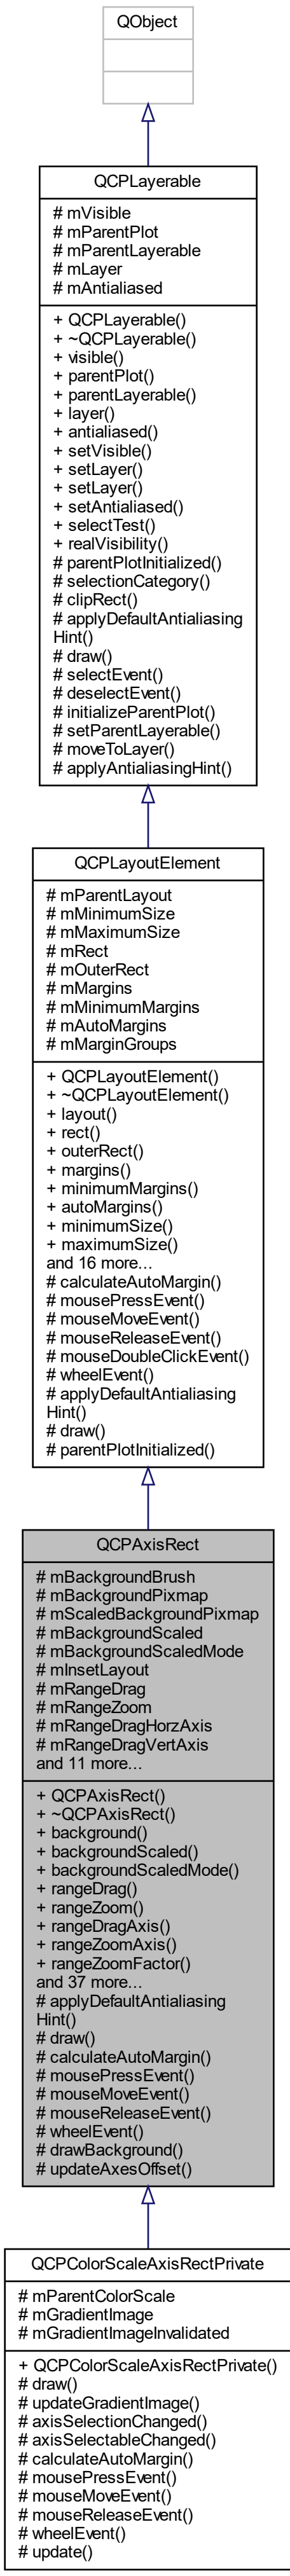 QObject
QCPLayerable
# mVisible
# mParentPlot
# mParentLayerable
# mLayer
# mAntialiased
+ QCPLayerable()
+ ~QCPLayerable()
+ visible()
+ parentPlot()
+ parentLayerable()
+ layer()
+ antialiased()
+ setVisible()
+ setLayer()
+ setLayer()
+ setAntialiased()
+ selectTest()
+ realVisibility()
# parentPlotInitialized()
# selectionCategory()
# clipRect()
# applyDefaultAntialiasing
Hint()
# draw()
# selectEvent()
# deselectEvent()
# initializeParentPlot()
# setParentLayerable()
# moveToLayer()
# applyAntialiasingHint()
QCPLayoutElement
# mParentLayout
# mMinimumSize
# mMaximumSize
# mRect
# mOuterRect
# mMargins
# mMinimumMargins
# mAutoMargins
# mMarginGroups
+ QCPLayoutElement()
+ ~QCPLayoutElement()
+ layout()
+ rect()
+ outerRect()
+ margins()
+ minimumMargins()
+ autoMargins()
+ minimumSize()
+ maximumSize()
and 16 more...
# calculateAutoMargin()
# mousePressEvent()
# mouseMoveEvent()
# mouseReleaseEvent()
# mouseDoubleClickEvent()
# wheelEvent()
# applyDefaultAntialiasing
Hint()
# draw()
# parentPlotInitialized()
QCPAxisRect
# mBackgroundBrush
# mBackgroundPixmap
# mScaledBackgroundPixmap
# mBackgroundScaled
# mBackgroundScaledMode
# mInsetLayout
# mRangeDrag
# mRangeZoom
# mRangeDragHorzAxis
# mRangeDragVertAxis
and 11 more...
+ QCPAxisRect()
+ ~QCPAxisRect()
+ background()
+ backgroundScaled()
+ backgroundScaledMode()
+ rangeDrag()
+ rangeZoom()
+ rangeDragAxis()
+ rangeZoomAxis()
+ rangeZoomFactor()
and 37 more...
# applyDefaultAntialiasing
Hint()
# draw()
# calculateAutoMargin()
# mousePressEvent()
# mouseMoveEvent()
# mouseReleaseEvent()
# wheelEvent()
# drawBackground()
# updateAxesOffset()
QCPColorScaleAxisRectPrivate
# mParentColorScale
# mGradientImage
# mGradientImageInvalidated
+ QCPColorScaleAxisRectPrivate()
# draw()
# updateGradientImage()
# axisSelectionChanged()
# axisSelectableChanged()
# calculateAutoMargin()
# mousePressEvent()
# mouseMoveEvent()
# mouseReleaseEvent()
# wheelEvent()
# update()